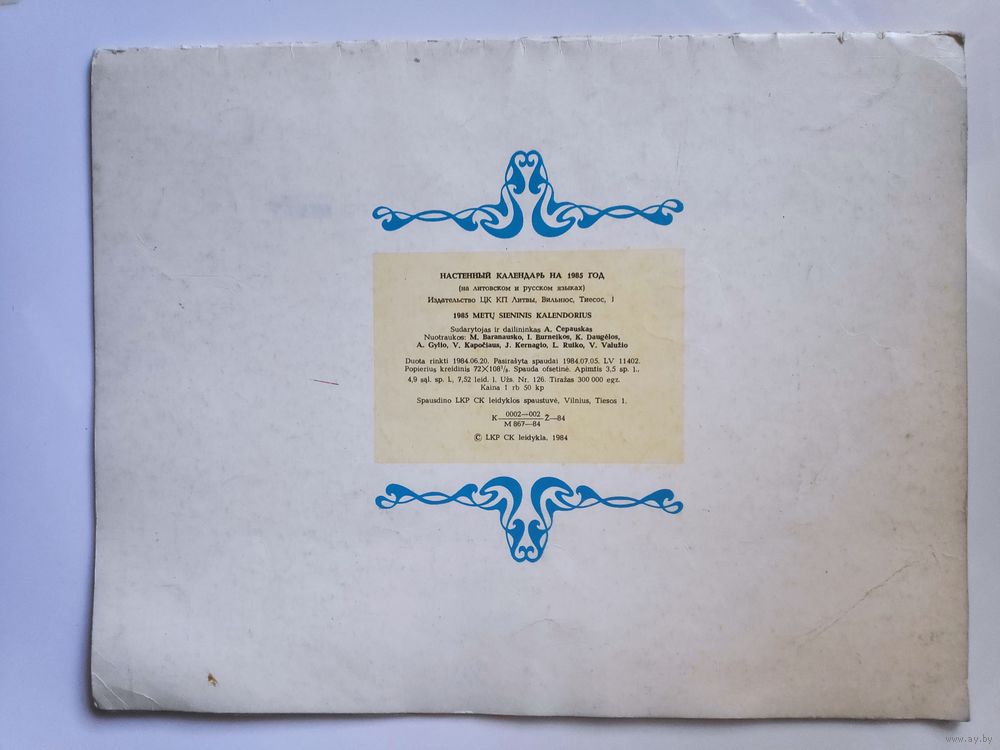 НАСТЕННЫЙ КАЛЕНДАРЬ НА 1985 ГОД
(на литовском и русском языках)
Издательство ЦК КП Литвы, Вильнюс, Тиесос, 1
1985 METŲ SIENINIS KALENDORIUS
Sudarytojas ir dailininkas A. Čepauskas
Nuotraukos: M. Baranausko, I. Burneikos, K. Daugėlos,
A. Gylio, V. Kapočiaus, J. Kernagio, L. Ruiko, V. Valužio
Duota rinkti 1984.06.20. Pasirašyta spaudai 1984.07.05. LV 11402.
Popierius kreidinis 72×108¹/₈. Spauda ofsetinė. Apimtis 3,5 sp. l.,
4,9 sąl. sp. l., 7,52 leid. l. Užs. Nr. 126. Tiražas 300 000 egz.
Kaina 1 rb 50 kp
Spausdino LKP CK leidyklos spaustuvė, Vilnius, Tiesos 1.
0002—002
K Ž—84
M 867—84
© LKP CK leidykla, 1984
www.ay.by